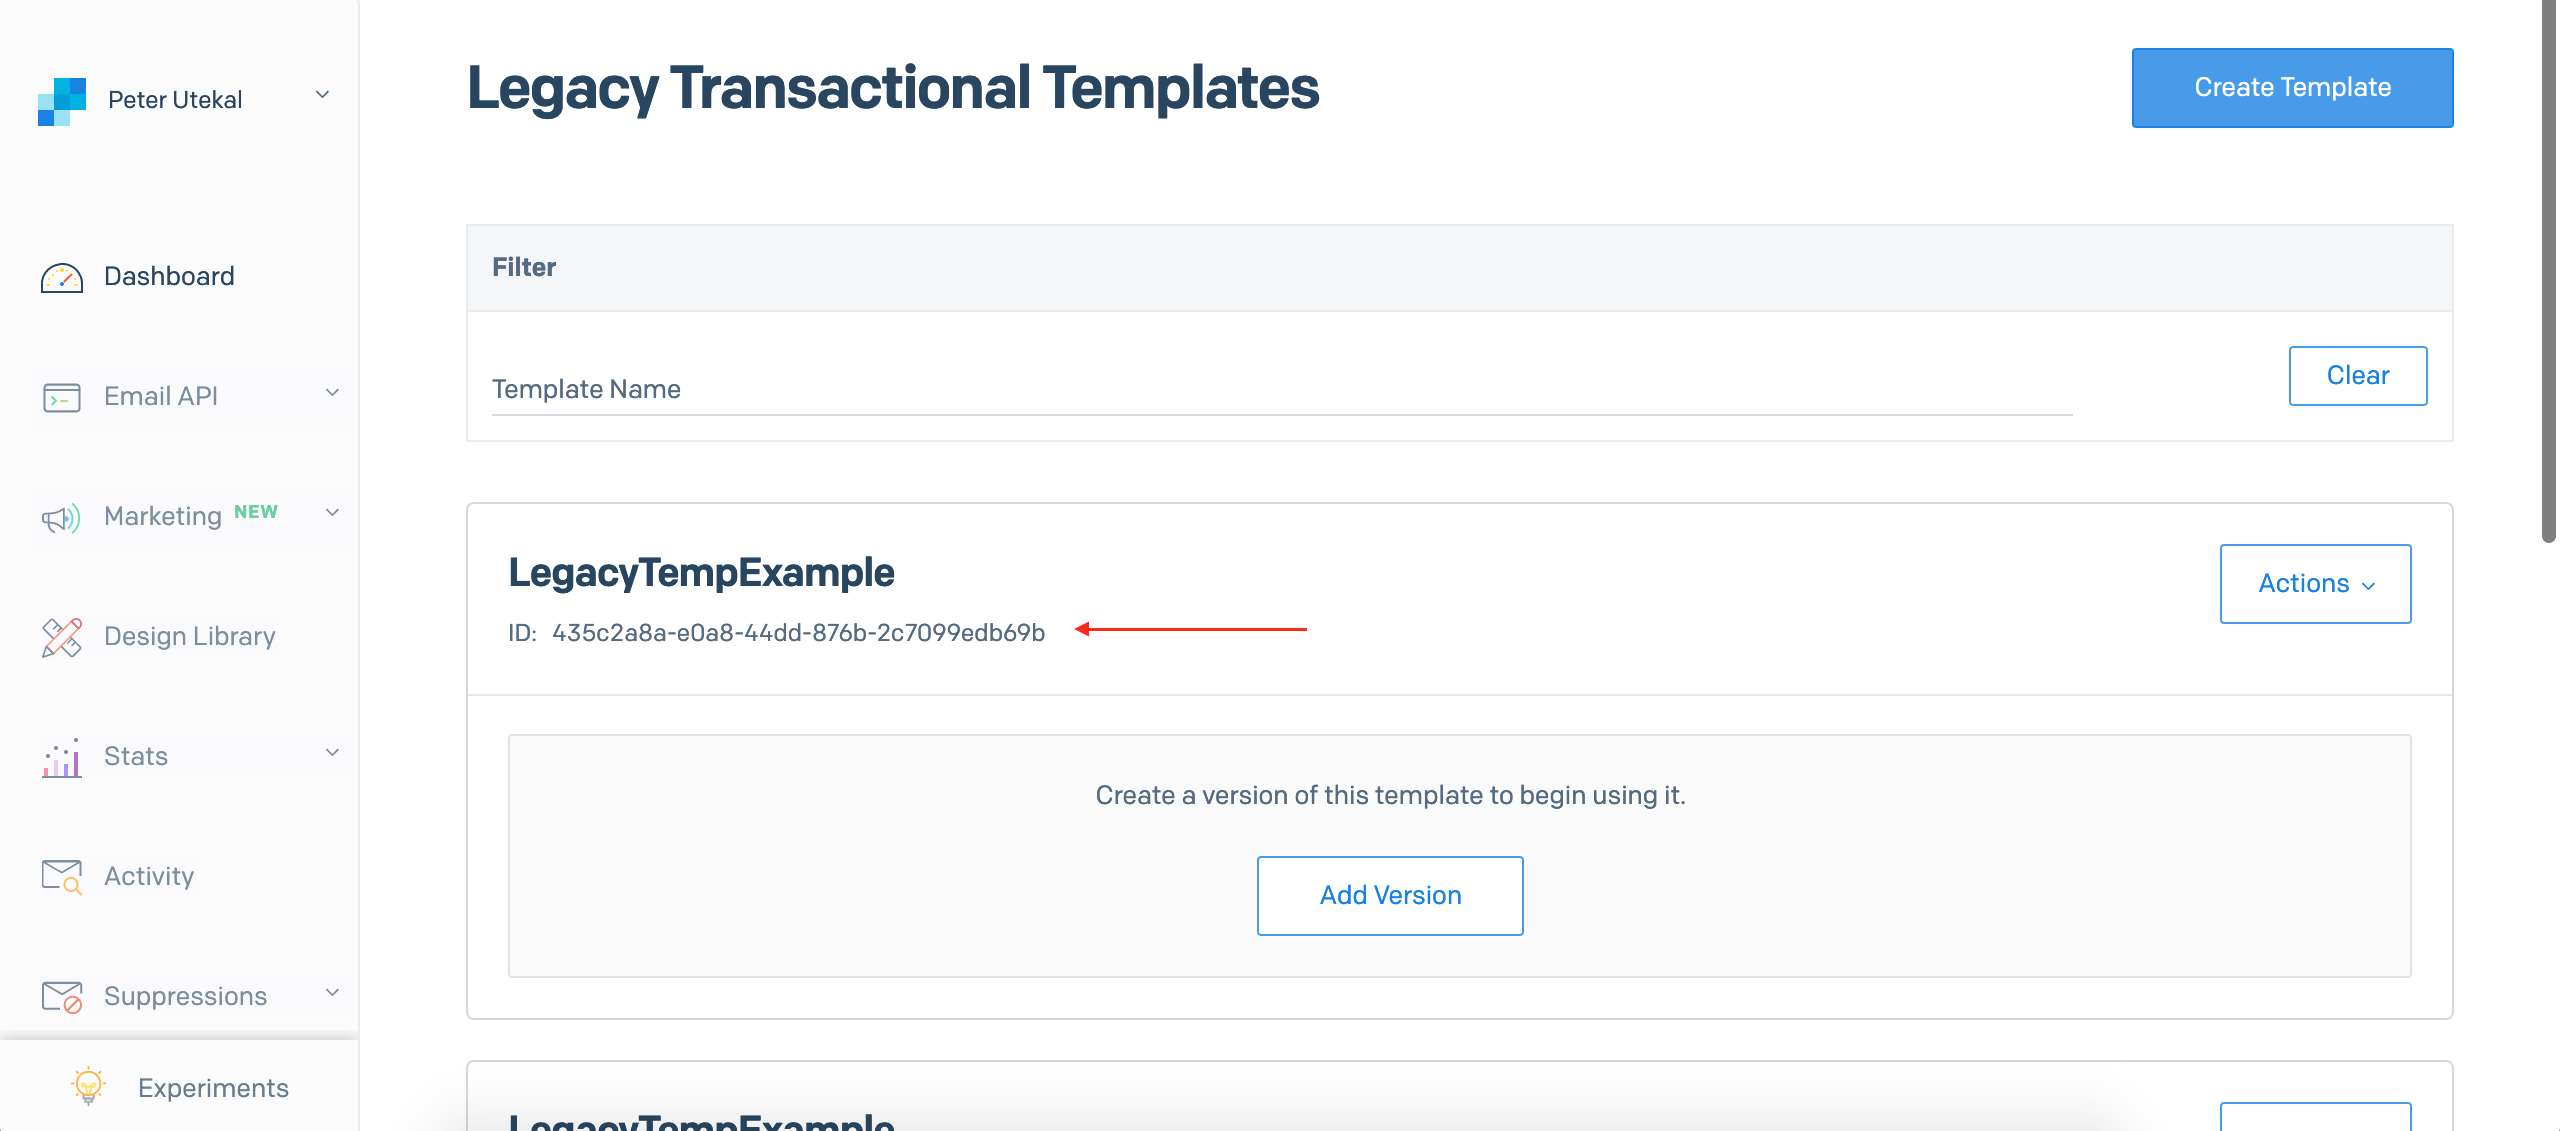 Peter Utekal
Dashboard
Email API
Marketing NEW
Design Library
Stats
Activity
Suppressions
Experiments
Legacy Transactional Templates
Create Template
Filter
Template Name
Clear
LegacyTempExample
ID: 435c2a8a-e0a8-44dd-876b-2c7099edb69b
Actions
Create a version of this template to begin using it.
Add Version
LegacyTempExample